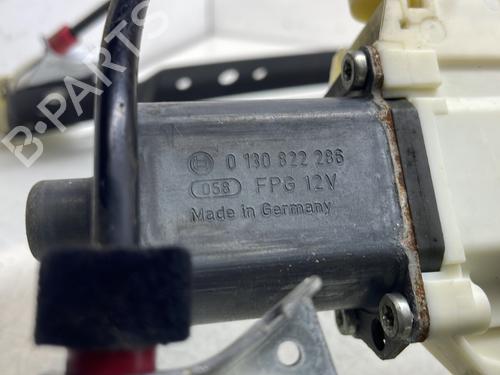 0 130 822 286
058 FPG 12V
Made in Germany
B-PARTS